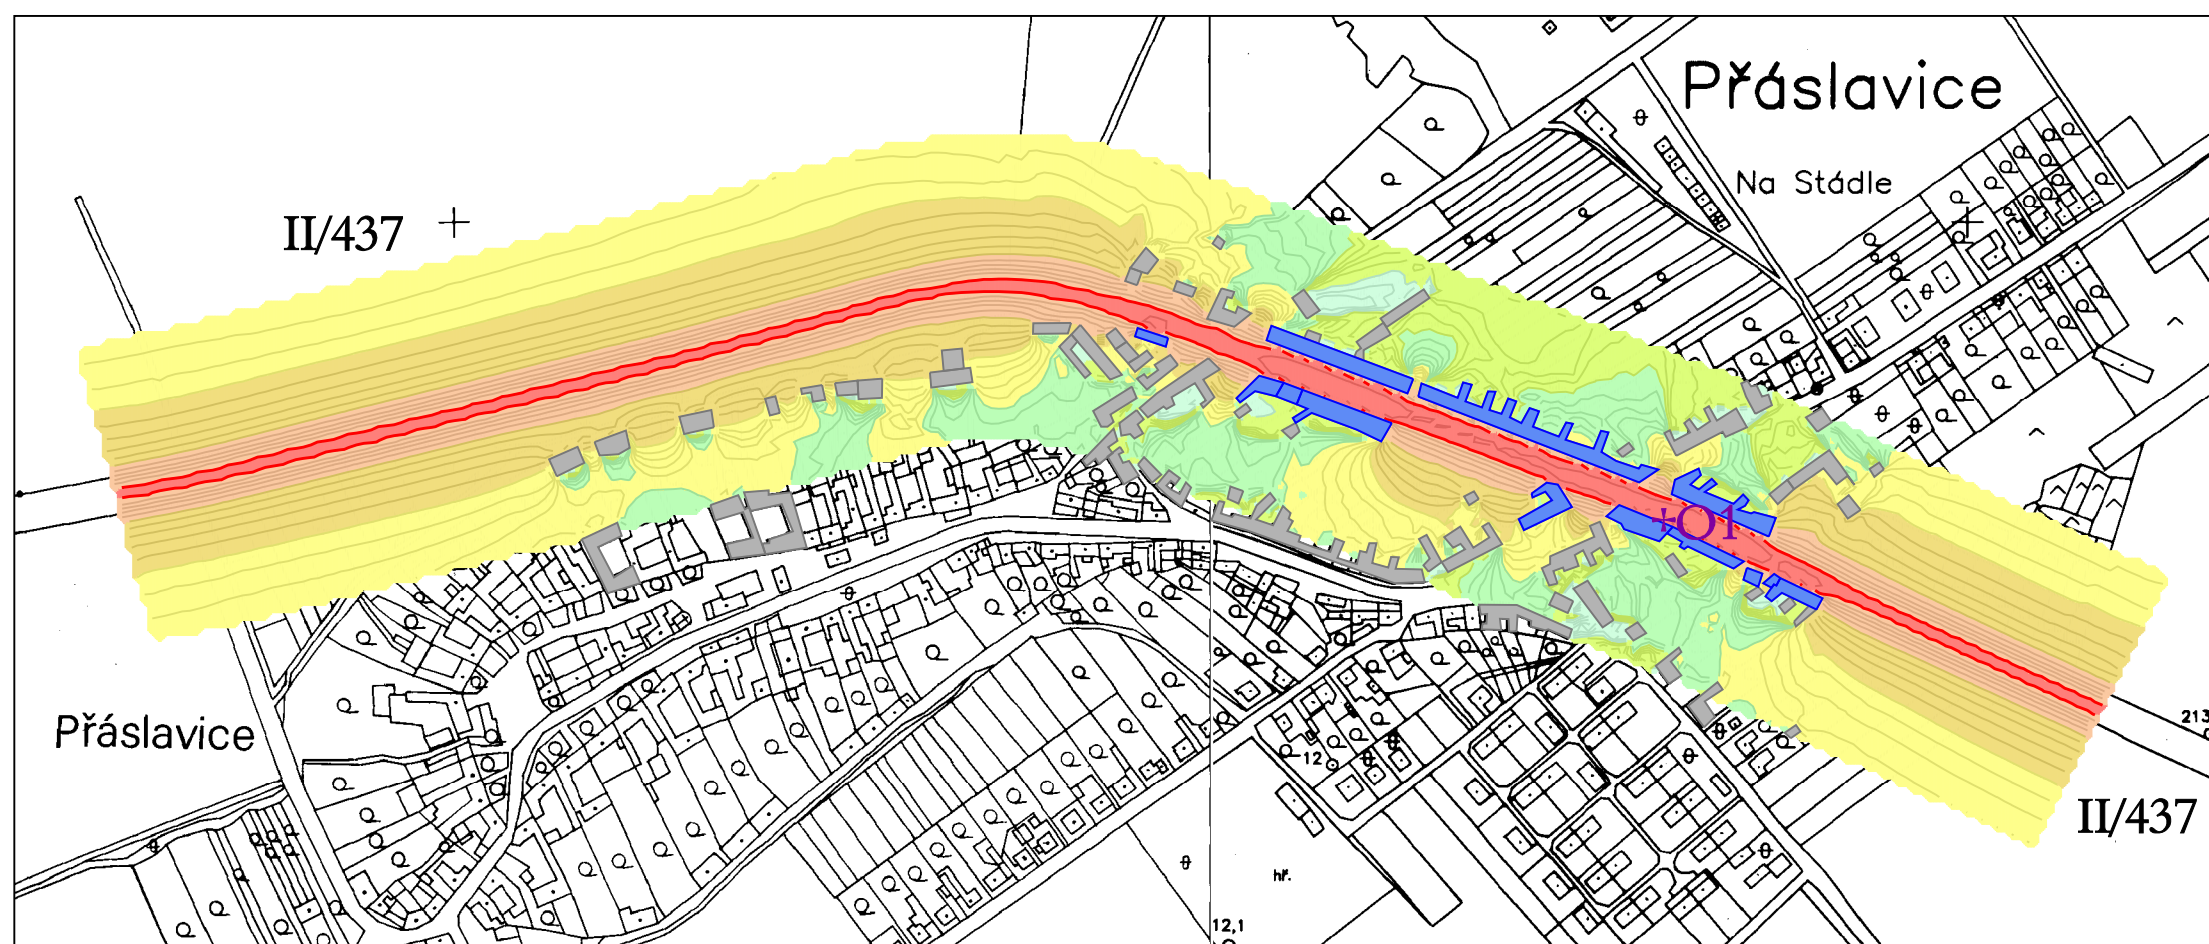 Přáslavice
Na Stádle
II/437
O1
213
Přáslavice
12
II/437
hř.
12,1